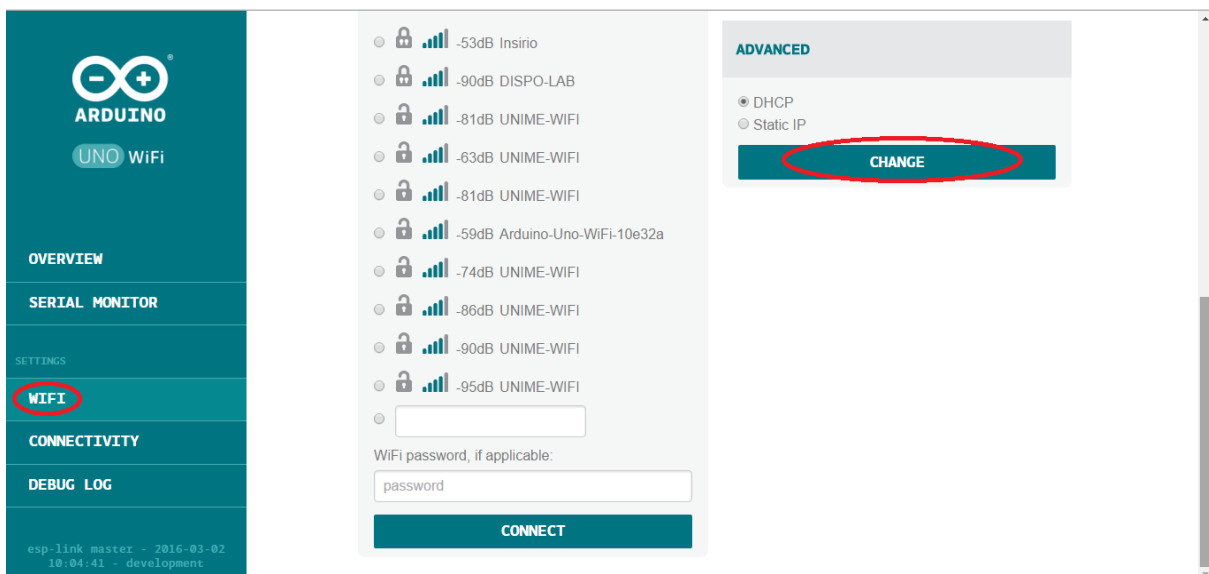 ARDUINO
UNO WiFi
OVERVIEW
SERIAL MONITOR
SETTINGS
WIFI
CONNECTIVITY
DEBUG LOG
esp-link master - 2016-03-02
10:04:41 - development
-53dB Insirio
-90dB DISPO-LAB
-81dB UNIME-WIFI
-63dB UNIME-WIFI
-81dB UNIME-WIFI
-59dB Arduino-Uno-WiFi-10e32a
-74dB UNIME-WIFI
-86dB UNIME-WIFI
-90dB UNIME-WIFI
-95dB UNIME-WIFI
WiFi password, if applicable:
password
CONNECT
ADVANCED
DHCP
Static IP
CHANGE